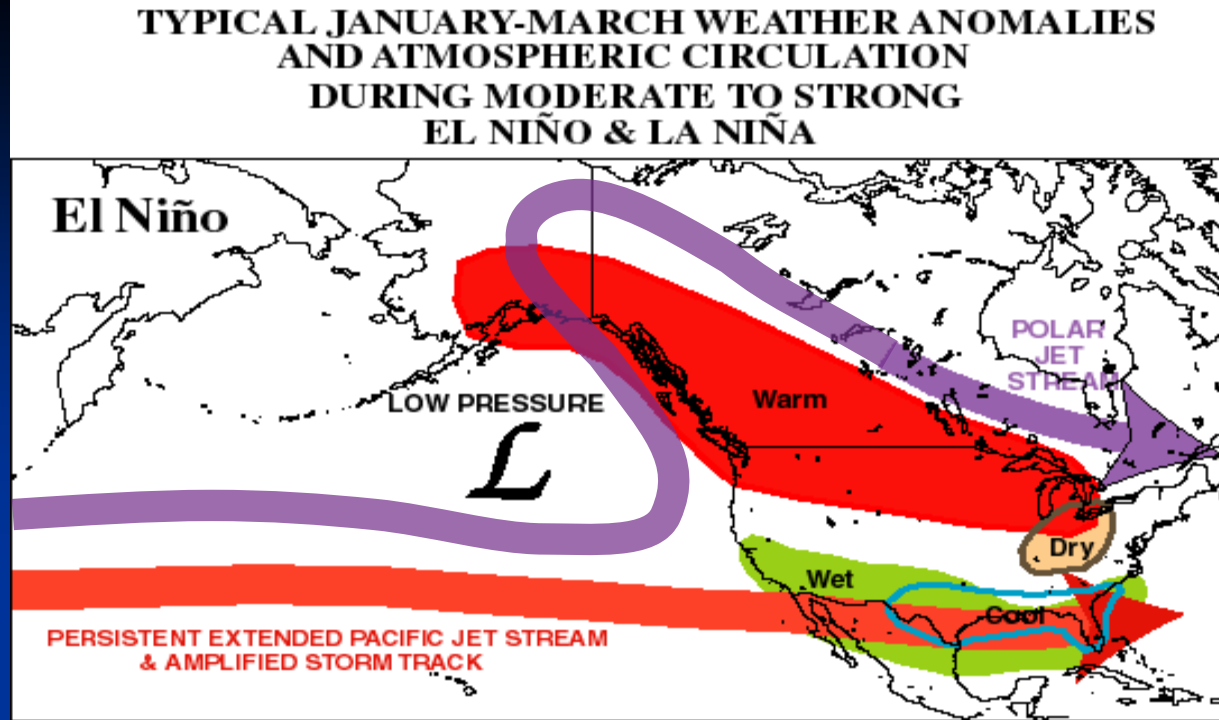 TYPICAL JANUARY-MARCH WEATHER ANOMALIES
AND ATMOSPHERIC CIRCULATION
DURING MODERATE TO STRONG
EL NIÑO & LA NIÑA
El Niño
POLAR
JET
STREAM
LOW PRESSURE
L
Warm
Dry
Wet
Cool
PERSISTENT EXTENDED PACIFIC JET STREAM
& AMPLIFIED STORM TRACK